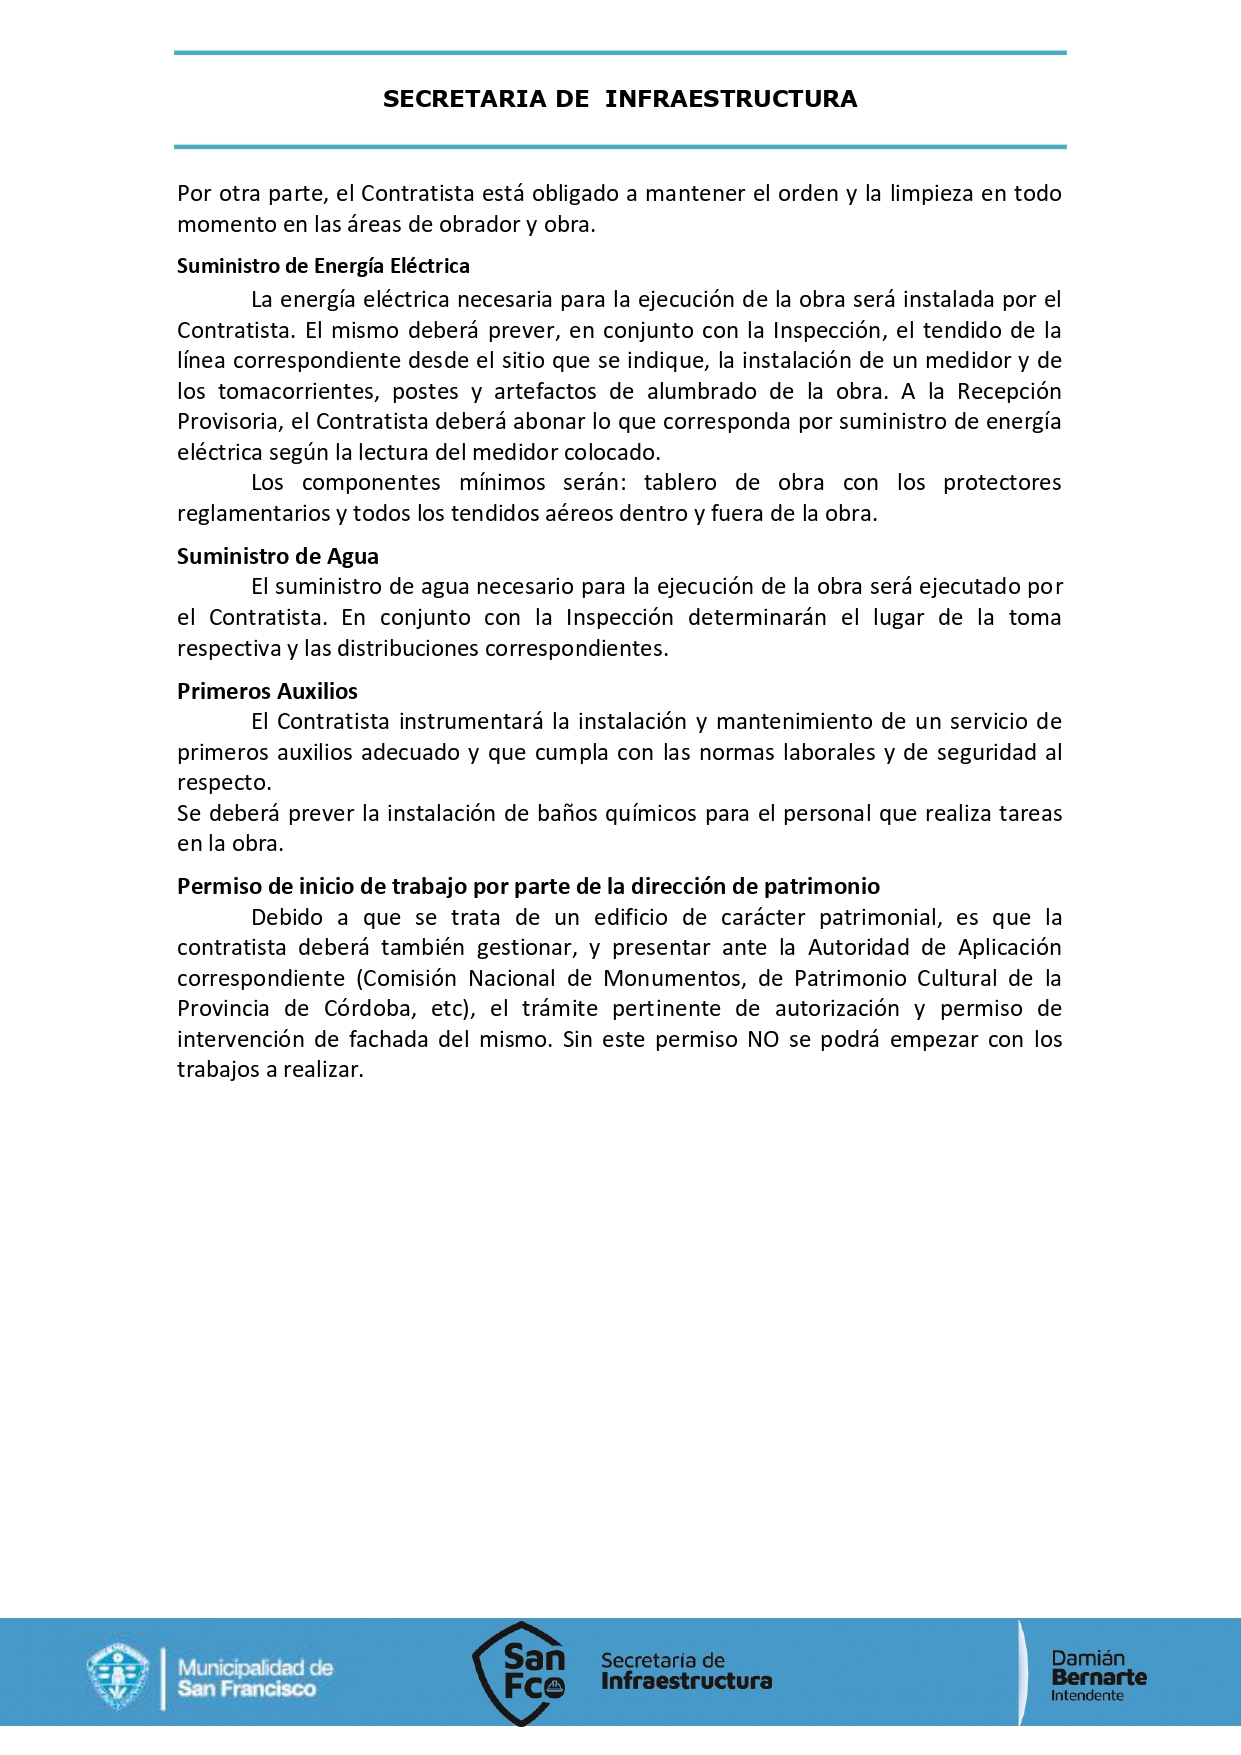 SECRETARIA DE  INFRAESTRUCTURA
Por otra parte, el Contratista está obligado a mantener el orden y la limpieza en todo
momento en las áreas de obrador y obra.
Suministro de Energía Eléctrica
La energía eléctrica necesaria para la ejecución de la obra será instalada por el
Contratista. El mismo deberá prever, en conjunto con la Inspección, el tendido de la
línea correspondiente desde el sitio que se indique, la instalación de un medidor y de
los tomacorrientes, postes y artefactos de alumbrado de la obra. A la Recepción
Provisoria, el Contratista deberá abonar lo que corresponda por suministro de energía
eléctrica según la lectura del medidor colocado.
Los componentes mínimos serán: tablero de obra con los protectores
reglamentarios y todos los tendidos aéreos dentro y fuera de la obra.
Suministro de Agua
El suministro de agua necesario para la ejecución de la obra será ejecutado por
el Contratista. En conjunto con la Inspección determinarán el lugar de la toma
respectiva y las distribuciones correspondientes.
Primeros Auxilios
El Contratista instrumentará la instalación y mantenimiento de un servicio de
primeros auxilios adecuado y que cumpla con las normas laborales y de seguridad al
respecto.
Se deberá prever la instalación de baños químicos para el personal que realiza tareas
en la obra.
Permiso de inicio de trabajo por parte de la dirección de patrimonio
Debido a que se trata de un edificio de carácter patrimonial, es que la
contratista deberá también gestionar, y presentar ante la Autoridad de Aplicación
correspondiente (Comisión Nacional de Monumentos, de Patrimonio Cultural de la
Provincia de Córdoba, etc), el trámite pertinente de autorización y permiso de
intervención de fachada del mismo. Sin este permiso NO se podrá empezar con los
trabajos a realizar.
Municipalidad de
San Francisco
San
Fco
Secretaría de
Infraestructura
Damián
Bernarte
Intendente